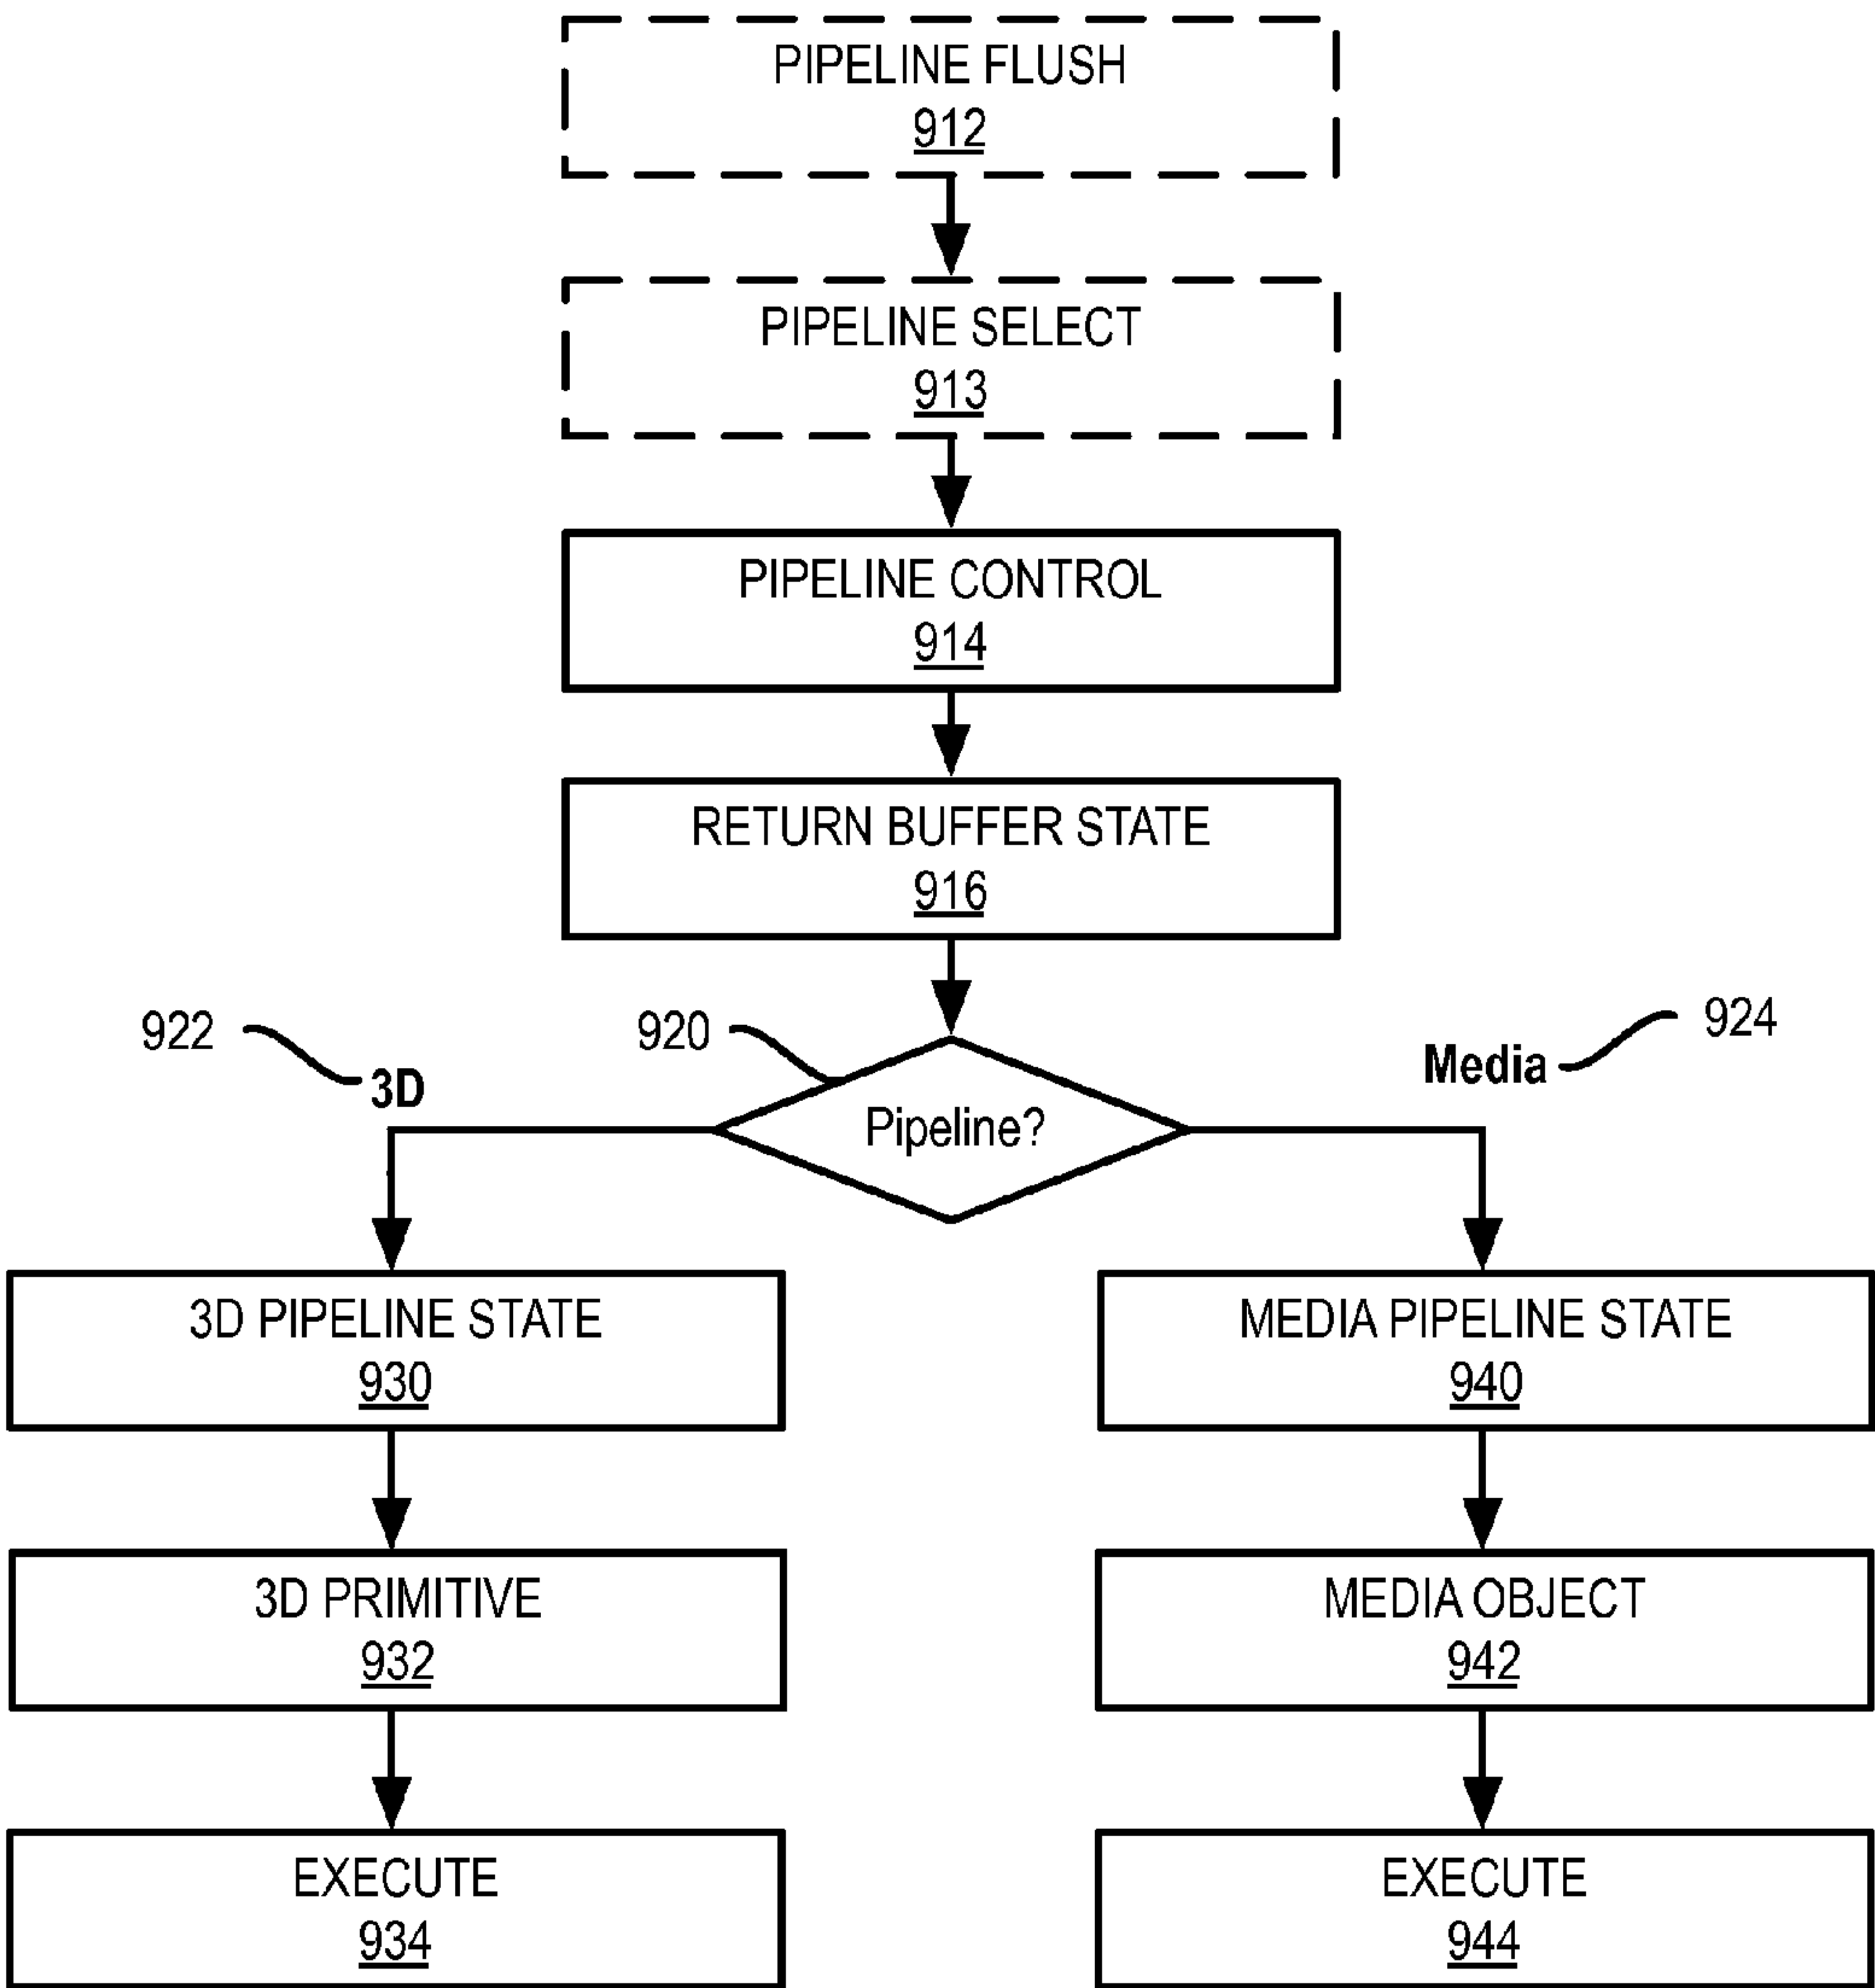 PIPELINE FLUSH
912
PIPELINE SELECT
913
PIPELINE CONTROL
914
RETURN BUFFER STATE
916
922
3D
920
Pipeline?
Media
924
3D PIPELINE STATE
930
3D PRIMITIVE
932
EXECUTE
934
MEDIA PIPELINE STATE
940
MEDIA OBJECT
942
EXECUTE
944